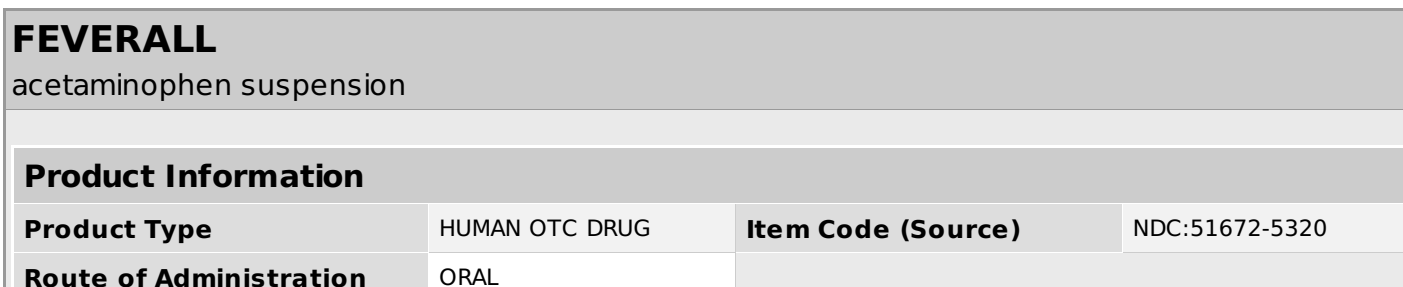 FEVERALL
acetaminophen suspension
Product Information
Product Type HUMAN OTC DRUG Item Code (Source) NDC:51672-5320
Route of Administration ORAL